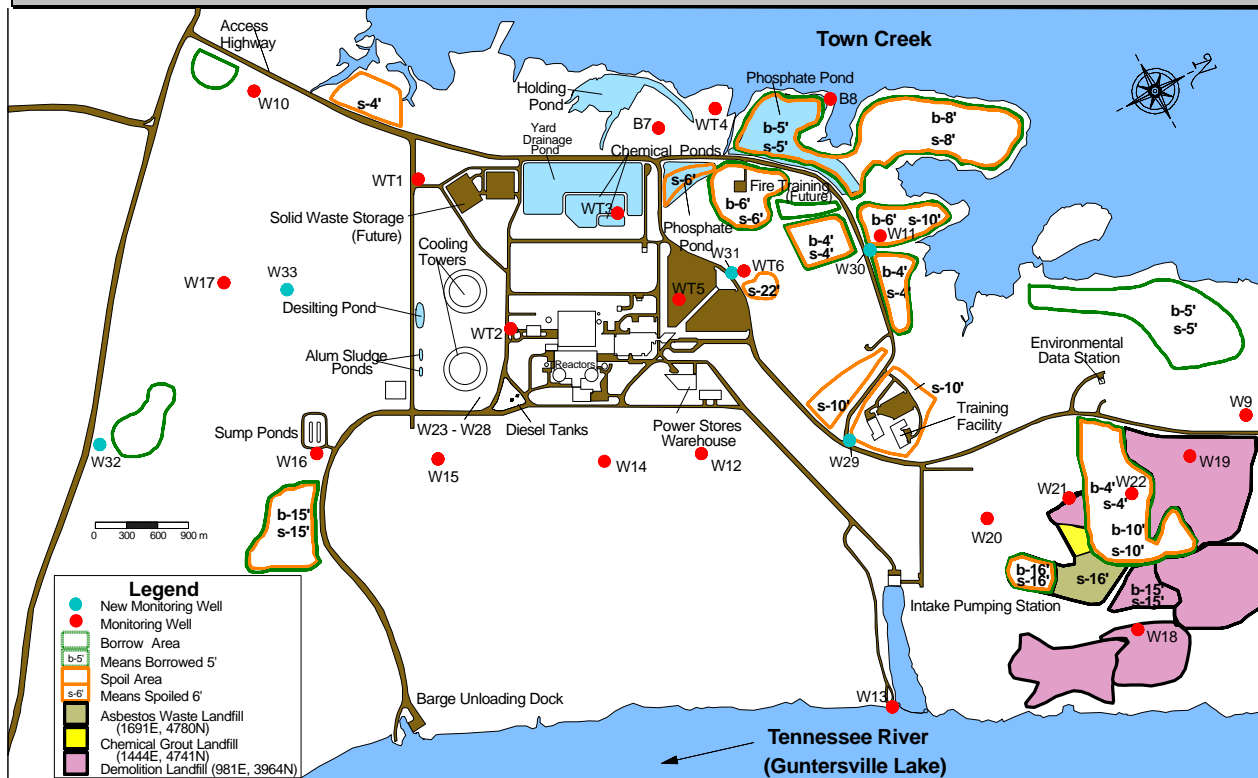 Access
Highway
Town Creek
N
W10
s-4'
Holding
Pond
Phosphate Pond
B8
WT4
B7
b-5'
s-5'
b-8'
s-8'
Yard
Drainage
Pond
Chemical Ponds
WT1
s-6'
Fire Training
(Future)
b-6'
s-6'
WT3
Solid Waste Storage
(Future)
Phosphate
Pond
b-6'
s-10'
W11
b-4'
s-4'
Cooling
Towers
W31
WT6
W30
b-4'
s-4'
W17
W33
s-22'
WT5
Desilting Pond
b-5'
s-5'
WT2
Environmental
Data Station
Alum Sludge
Ponds
Reactors
s-10'
s-10'
Training
Facility
W9
W23 - W28
Diesel Tanks
Power Stores
Warehouse
Sump Ponds
W32
W16
W15
W14
W12
W29
W19
W21
W22
b-4'
s-4'
b-15'
s-15'
W20
b-10'
s-10'
0 300 600 900 m
b-16'
s-16'
s-16'
b-15'
s-15'
Intake Pumping Station
W18
Legend
New Monitoring Well
Monitoring Well
Borrow Area
b-5'
Means Borrowed 5'
Spoil Area
s-6'
Means Spoiled 6'
Asbestos Waste Landfill
(1691E, 4780N)
Chemical Grout Landfill
(1444E, 4741N)
Demolition Landfill (981E, 3964N)
Barge Unloading Dock
W13
Tennessee River
(Guntersville Lake)